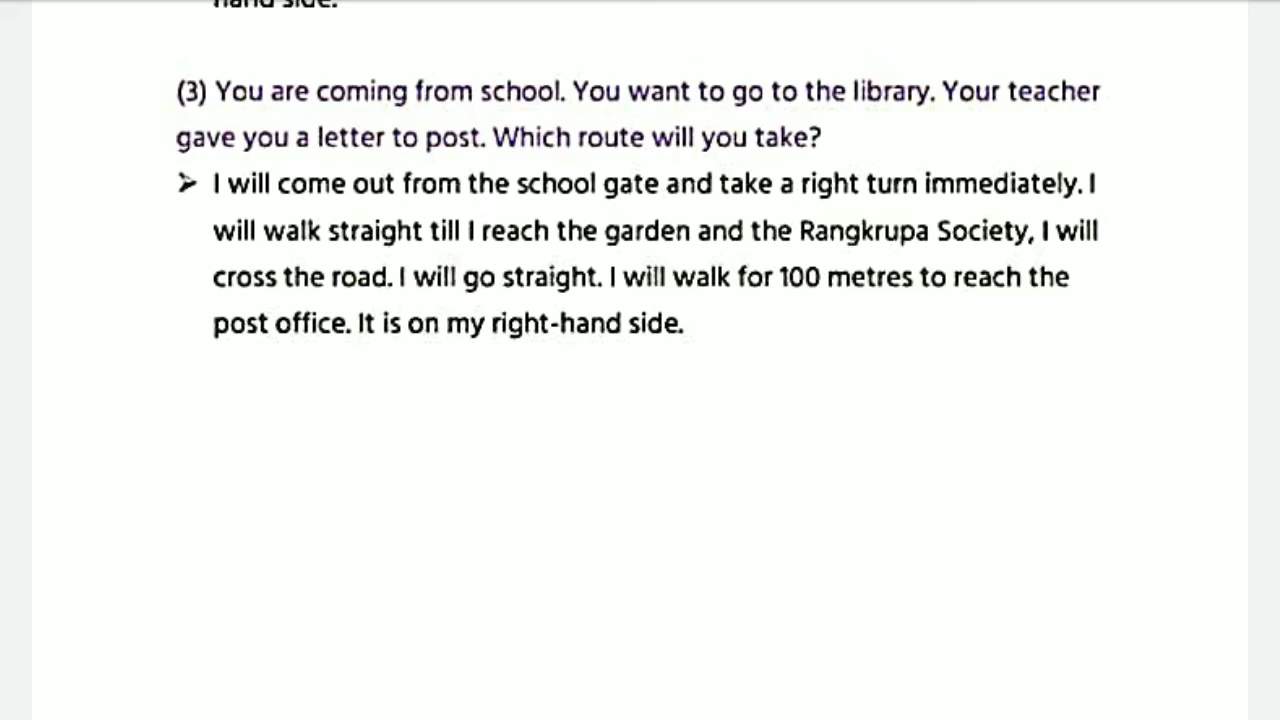 hand side.
(3) You are coming from school. You want to go to the library. Your teacher
gave you a letter to post. Which route will you take?
➢ I will come out from the school gate and take a right turn immediately. I
will walk straight till I reach the garden and the Rangkrupa Society, I will
cross the road. I will go straight. I will walk for 100 metres to reach the
post office. It is on my right-hand side.